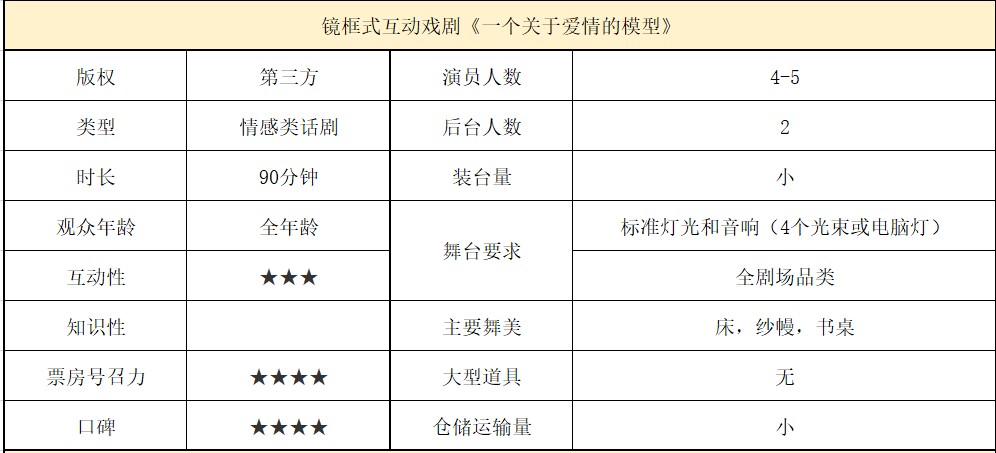 镜框式互动戏剧《一个关于爱情的模型》
版权 第三方 演员人数 4-5
类型 情感类话剧 后台人数 2
时长 90分钟 装台量 小
观众年龄 全年龄 舞台要求 标准灯光和音响（4个光束或电脑灯）
互动性 ★★★ 全剧场品类
知识性 主要舞美 床，纱幔，书桌
票房号召力 ★★★★ 大型道具 无
口碑 ★★★★ 仓储运输量 小